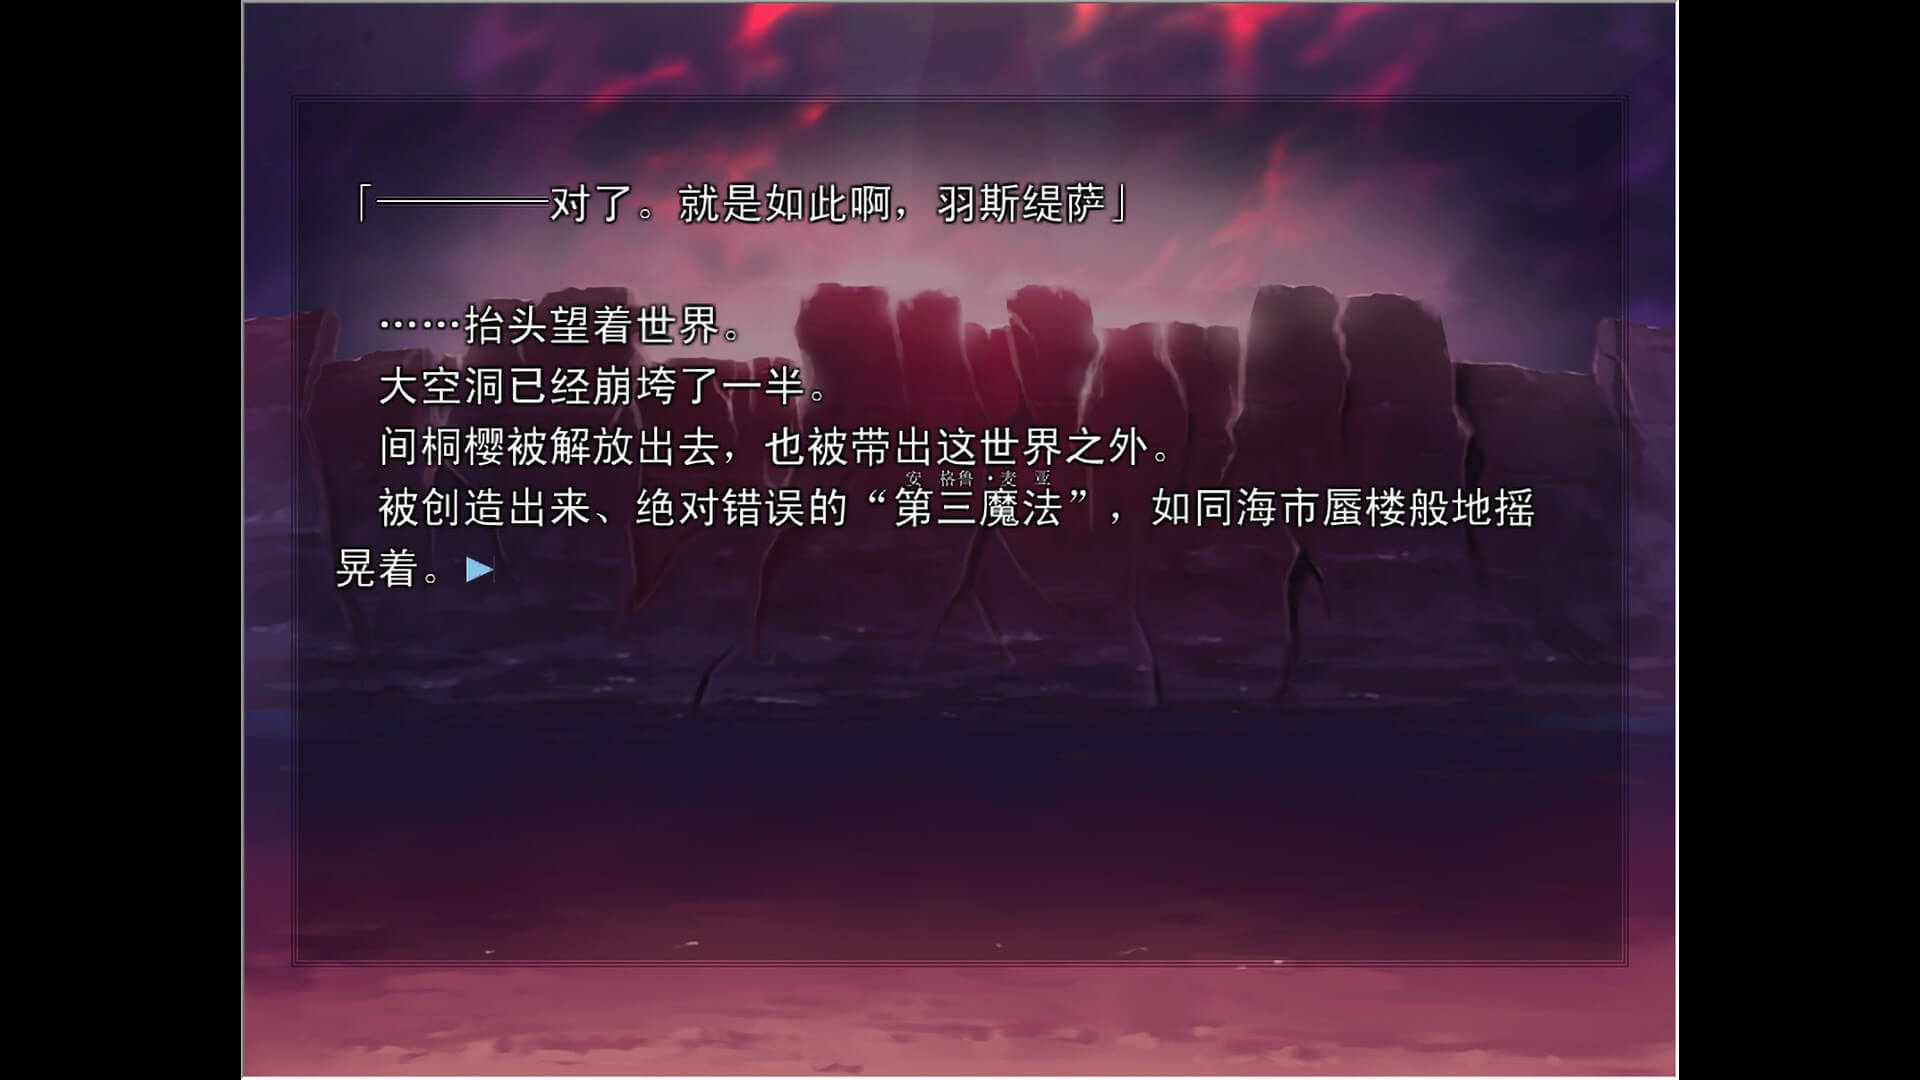 「————对了。就是如此啊，羽斯缇萨」
……抬头望着世界。
大空洞已经崩垮了一半。
间桐樱被解放出去，也被带出这世界之外。
安格鲁·麦亚
被创造出来、绝对错误的“第三魔法”，如同海市蜃楼般地摇
晃着。